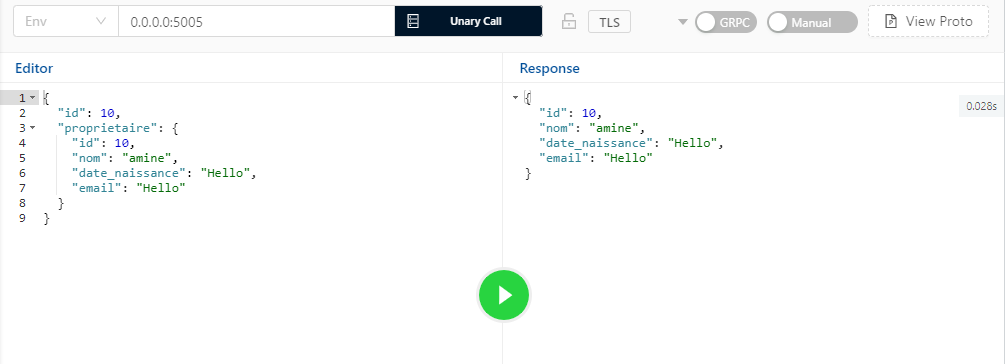 Env 0.0.0.0:5005 Unary Call TLS GRPC Manual View Proto
Editor
1 {
2 "id": 10,
3 "proprietaire": {
4 "id": 10,
5 "nom": "amine",
6 "date_naissance": "Hello",
7 "email": "Hello"
8 }
9 }
Response
{
"id": 10,
"nom": "amine",
"date_naissance": "Hello",
"email": "Hello"
}
0.028s